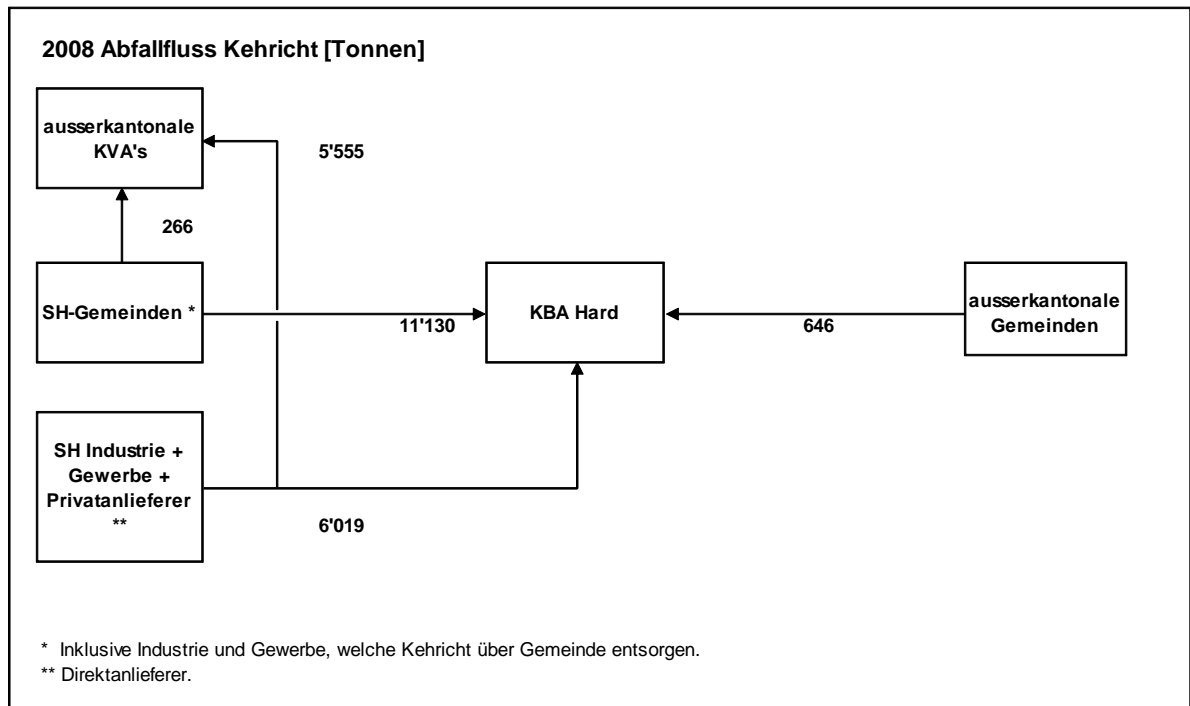 2008 Abfallfluss Kehricht [Tonnen]
ausserkantonale
KVA's
5'555
266
SH-Gemeinden *
11'130
KBA Hard
646
ausserkantonale
Gemeinden
SH Industrie +
Gewerbe +
Privatanlieferer
**
6'019
* Inklusive Industrie und Gewerbe, welche Kehricht über Gemeinde entsorgen.
** Direktanlieferer.